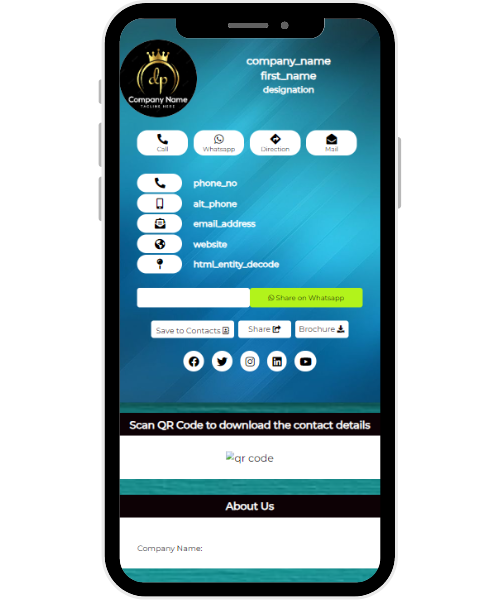 dp
Company Name
TAGLINE HERE
company_name
first_name
designation
Call
Whatsapp
Direction
Mail
phone_no
alt_phone
email_address
website
html_entity_decode
Share on Whatsapp
Save to Contacts
Share
Brochure
Scan QR Code to download the contact details
qr code
About Us
Company Name: